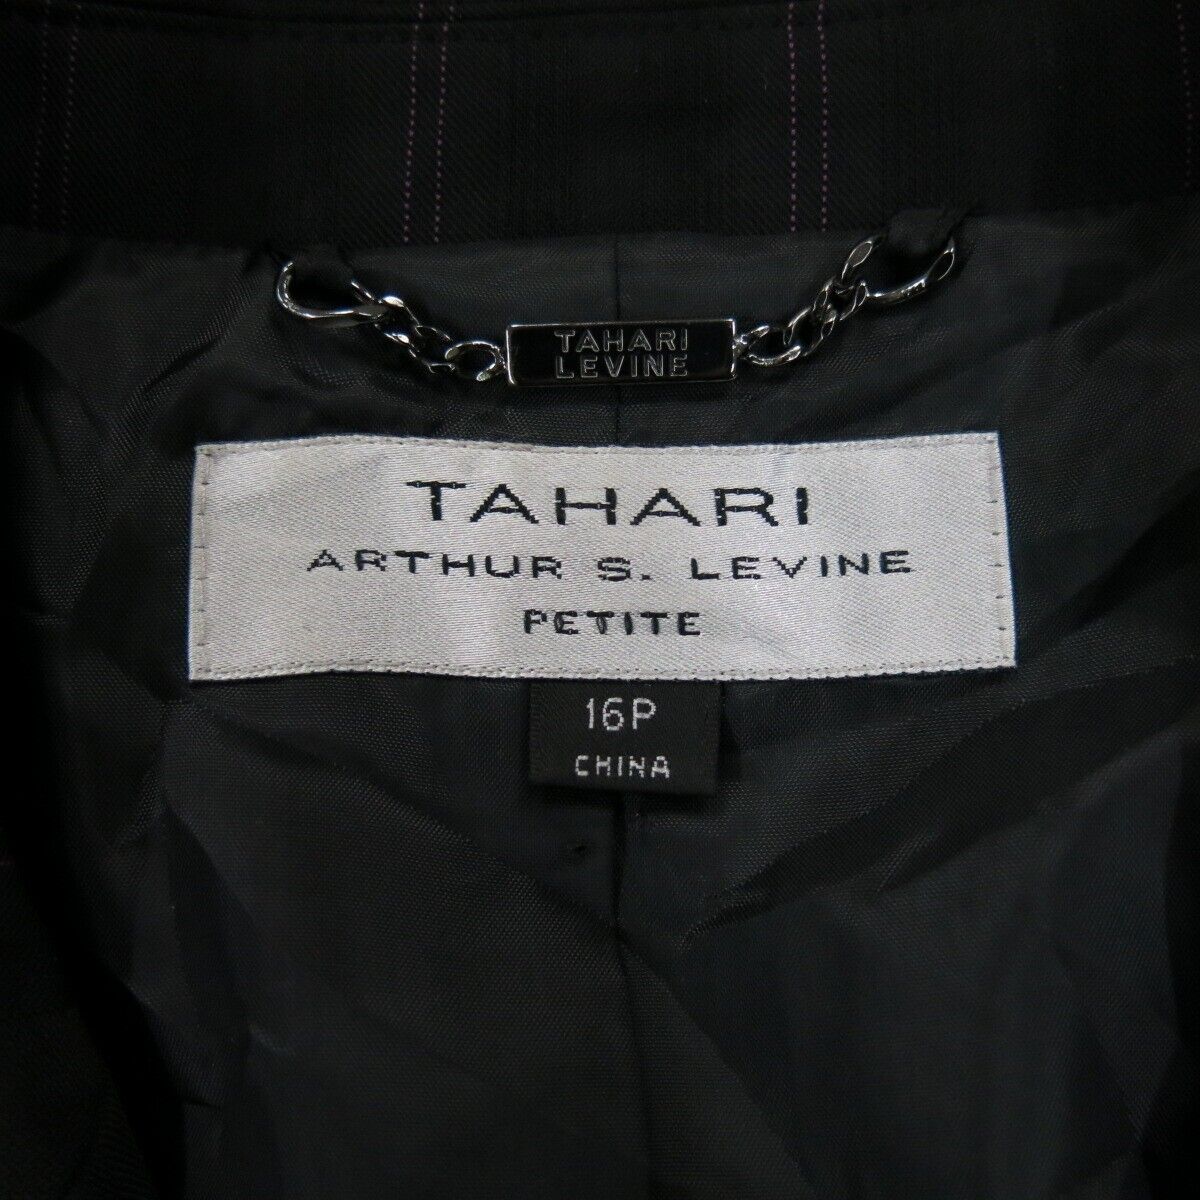 TAHARI
LEVINE
TAHARI
ARTHUR S. LEVINE
PETITE
16P
CHINA